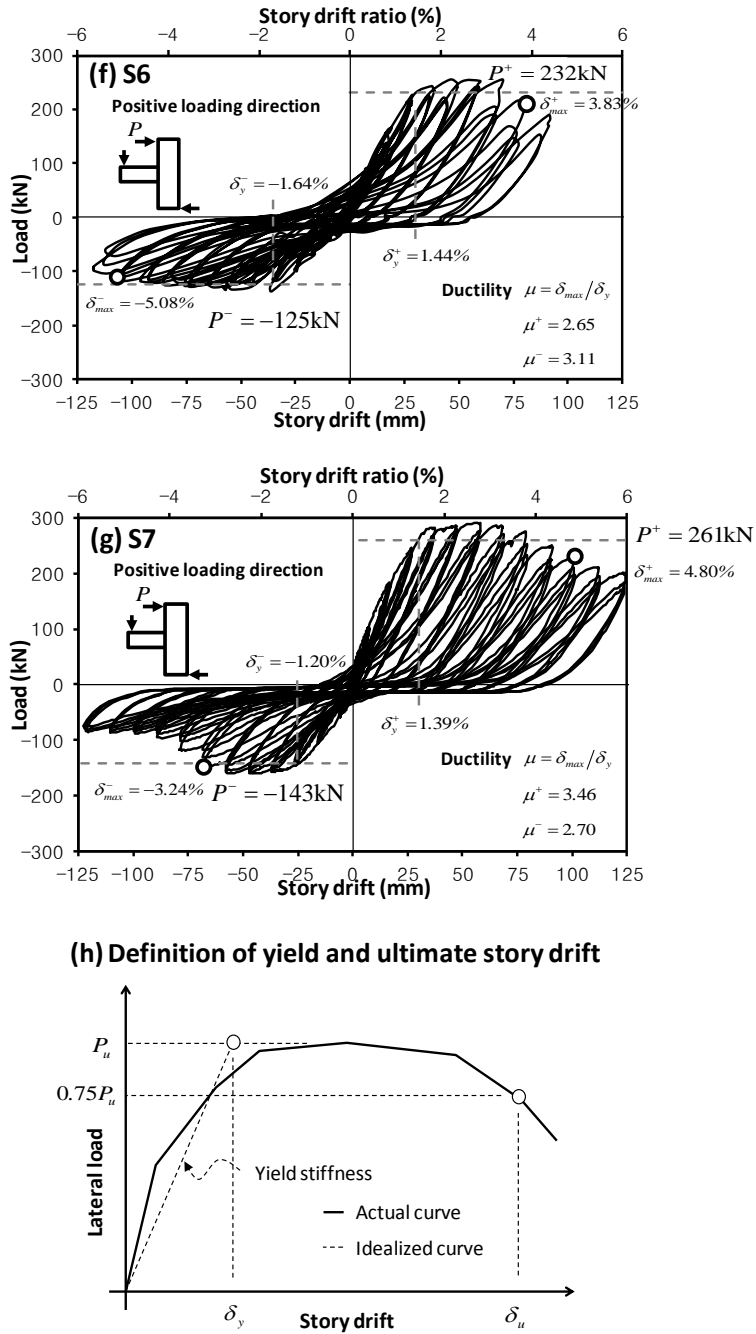 Story drift ratio (%)
−6 −4 −2 0 2 4 6
300
(f) S6
P⁺ = 232kN
Positive loading direction
200
δ⁺max = 3.83%
P
100
δ⁻y = −1.64%
Load (kN)
0
δ⁺y = 1.44%
−100
δ⁻max = −5.08%
Ductility μ = δmax/δy
P⁻ = −125kN
μ⁺ = 2.65
−200
μ⁻ = 3.11
−300
−125 −100 −75 −50 −25 0 25 50 75 100 125
Story drift (mm)
Story drift ratio (%)
−6 −4 −2 0 2 4 6
300
(g) S7
P⁺ = 261kN
Positive loading direction
200
δ⁺max = 4.80%
P
100
δ⁻y = −1.20%
Load (kN)
0
δ⁺y = 1.39%
−100
Ductility μ = δmax/δy
δ⁻max = −3.24% P⁻ = −143kN
μ⁺ = 3.46
−200
μ⁻ = 2.70
−300
−125 −100 −75 −50 −25 0 25 50 75 100 125
Story drift (mm)
(h) Definition of yield and ultimate story drift
Pu
0.75Pu
Lateral load
Yield stiffness
Actual curve
Idealized curve
δy
Story drift
δu